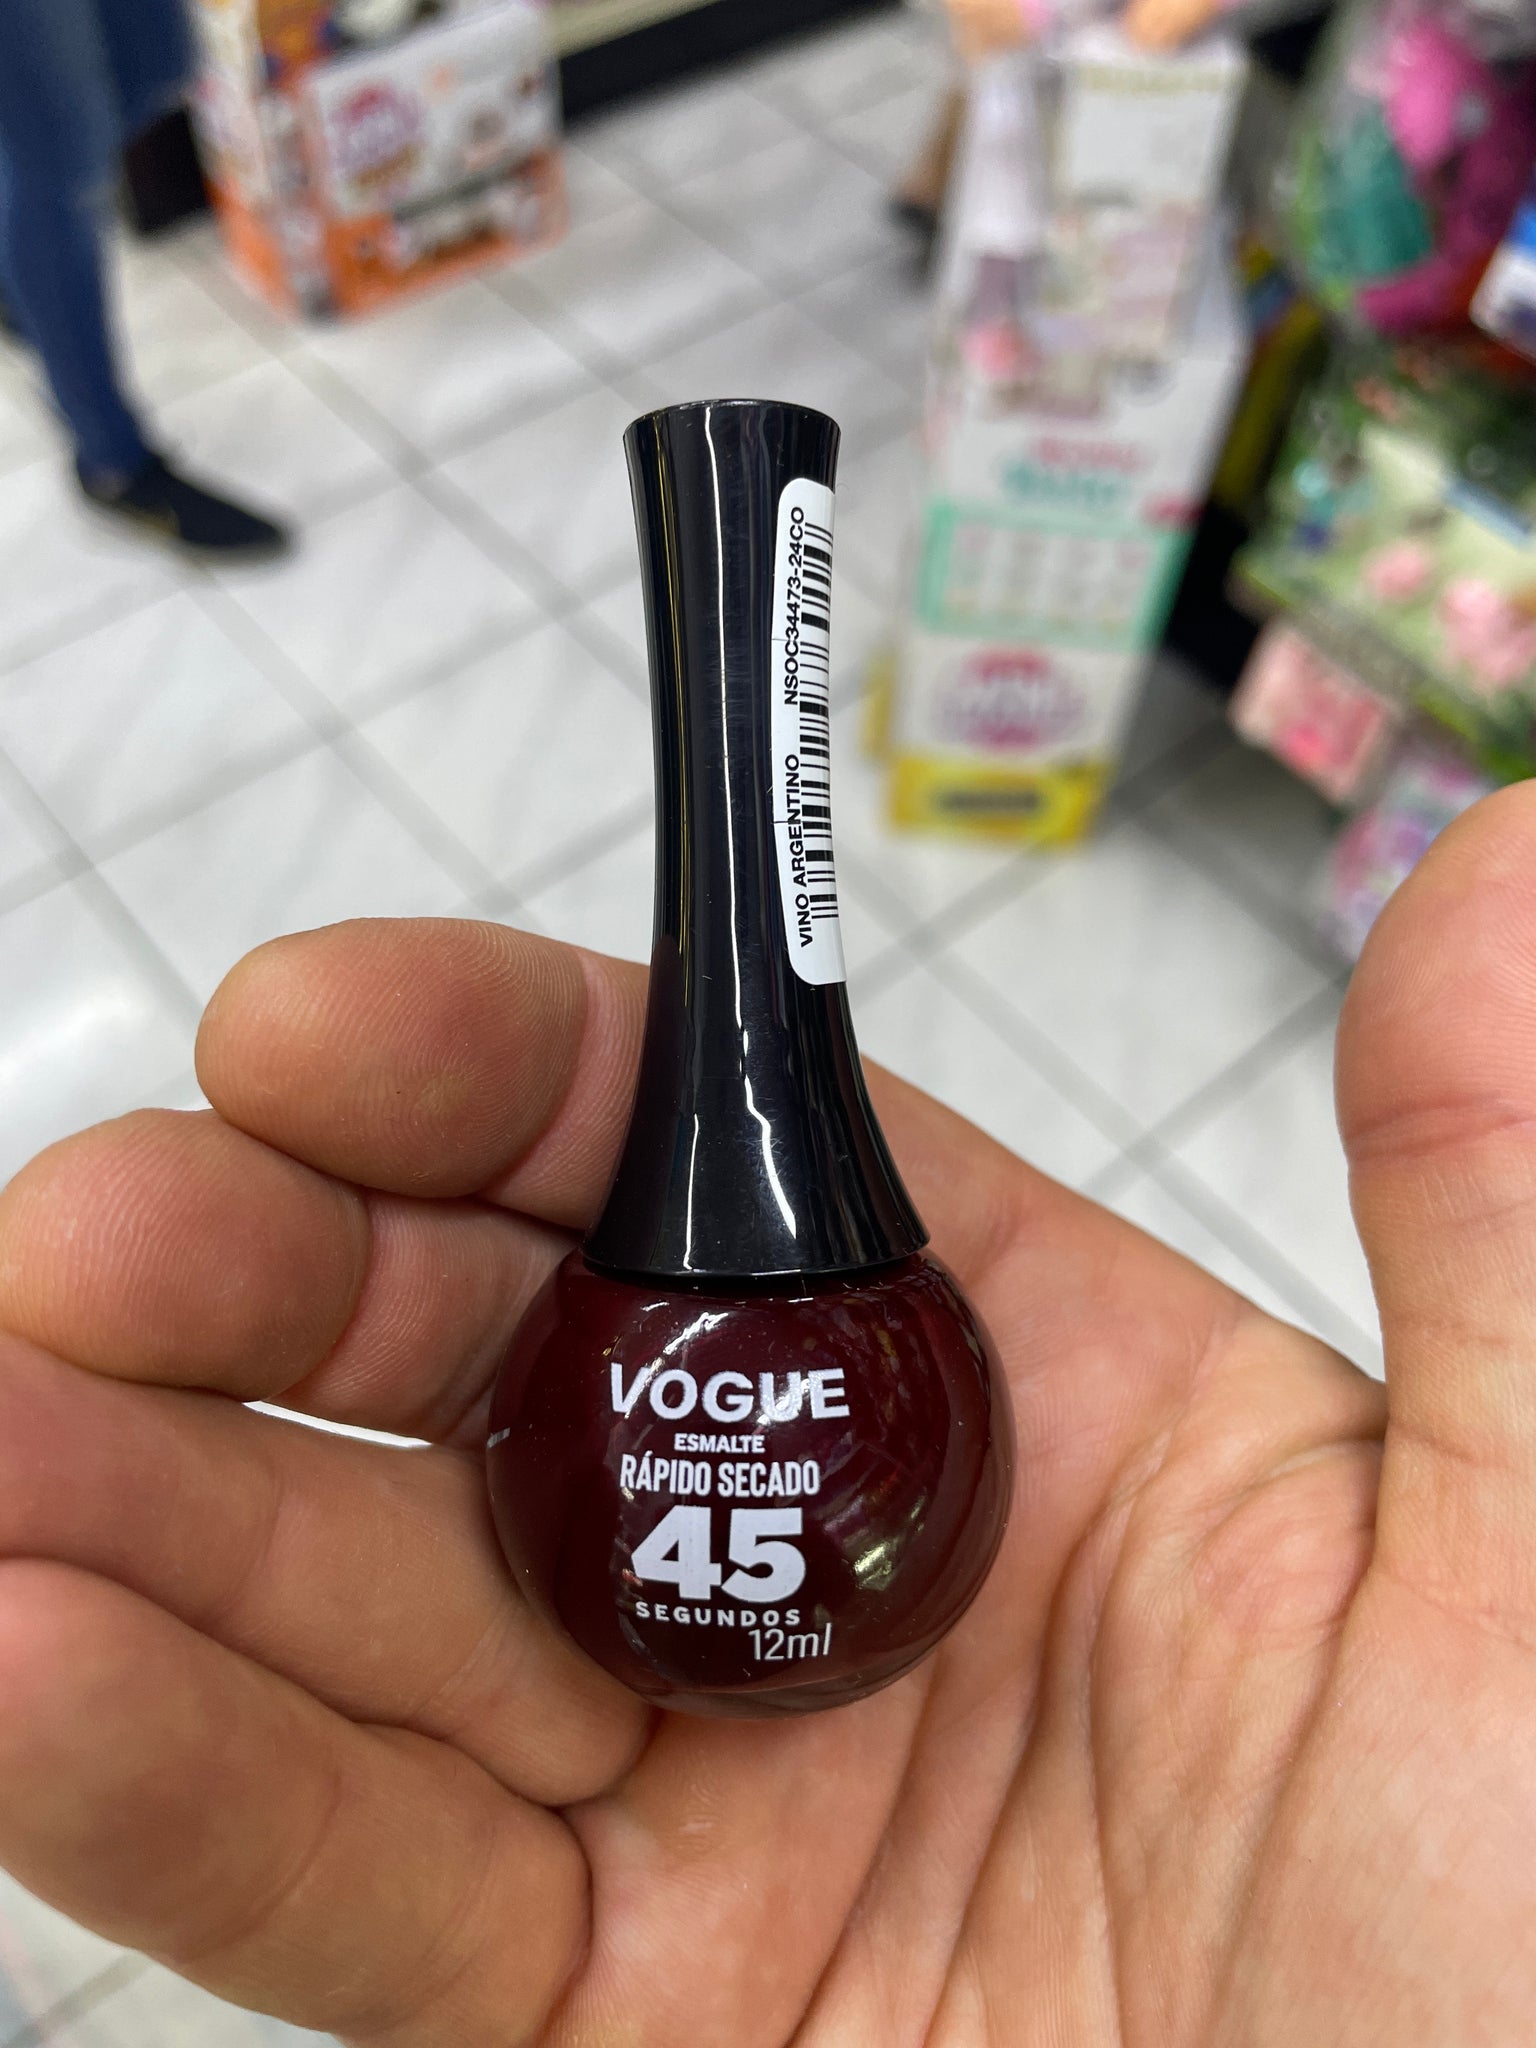 VINO ARGENTINO NSOC34473-24CO
VOGUE
ESMALTE
RÁPIDO SECADO
45
SEGUNDOS
12ml